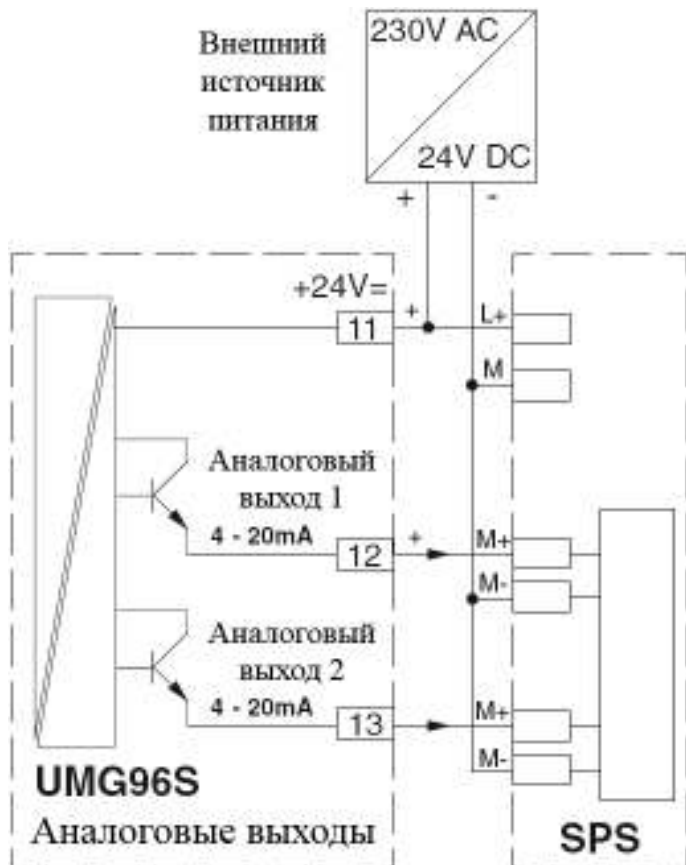 Внешний
источник
питания
230V AC
24V DC
+ -
+24V=
11
+
L+
M
Аналоговый
выход 1
4 - 20mA
12
+
M+
M-
Аналоговый
выход 2
4 - 20mA
13
M+
M-
UMG96S
Аналоговые выходы
SPS